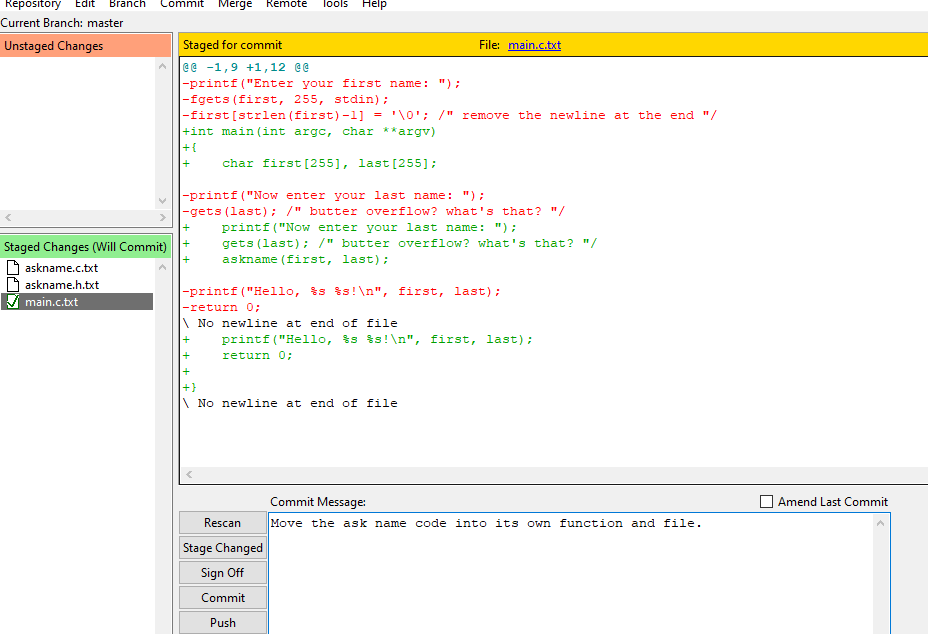 Repository Edit Branch Commit Merge Remote Tools Help
Current Branch: master
Unstaged Changes
Staged Changes (Will Commit)
askname.c.txt
askname.h.txt
main.c.txt
Staged for commit File: main.c.txt
@@ -1,9 +1,12 @@
-printf("Enter your first name: ");
-fgets(first, 255, stdin);
-first[strlen(first)-1] = '\0'; /" remove the newline at the end "/
+int main(int argc, char **argv)
+{
+    char first[255], last[255];
-printf("Now enter your last name: ");
-gets(last); /" butter overflow? what's that? "/
+    printf("Now enter your last name: ");
+    gets(last); /" butter overflow? what's that? "/
+    askname(first, last);
-printf("Hello, %s %s!\n", first, last);
-return 0;
\ No newline at end of file
+    printf("Hello, %s %s!\n", first, last);
+    return 0;
+
+}
\ No newline at end of file
Commit Message: Amend Last Commit
Rescan
Stage Changed
Sign Off
Commit
Push
Move the ask name code into its own function and file.